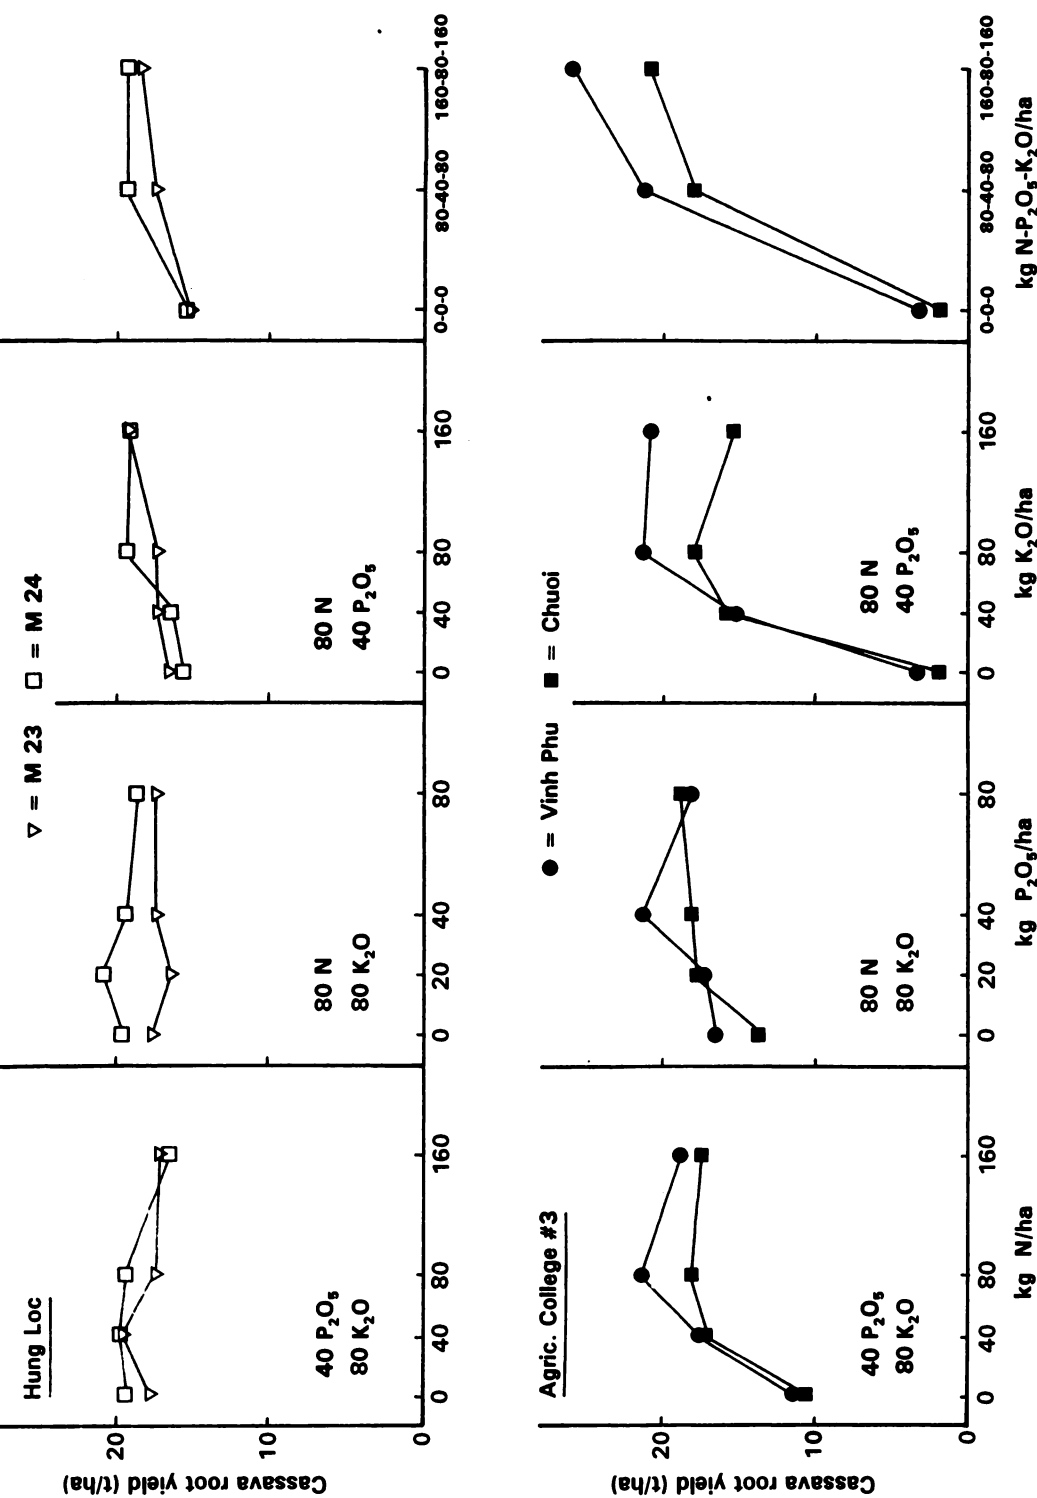 Hung Loc
▽ = M 23
□ = M 24
Cassava root yield (t/ha)
20
10
0
40 P₂O₅
80 K₂O
80 N
80 K₂O
80 N
40 P₂O₅
0 40 80 160
0 20 40 80
0 40 80 160
0-0-0 80-40-80 160-80-160
Agric. College #3
● = Vinh Phu
■ = Chuoi
Cassava root yield (t/ha)
20
10
0
40 P₂O₅
80 K₂O
80 N
80 K₂O
80 N
40 P₂O₅
0 40 80 160
0 20 40 80
0 40 80 160
0-0-0 80-40-80 160-80-160
kg N/ha
kg P₂O₅/ha
kg K₂O/ha
kg N-P₂O₅-K₂O/ha